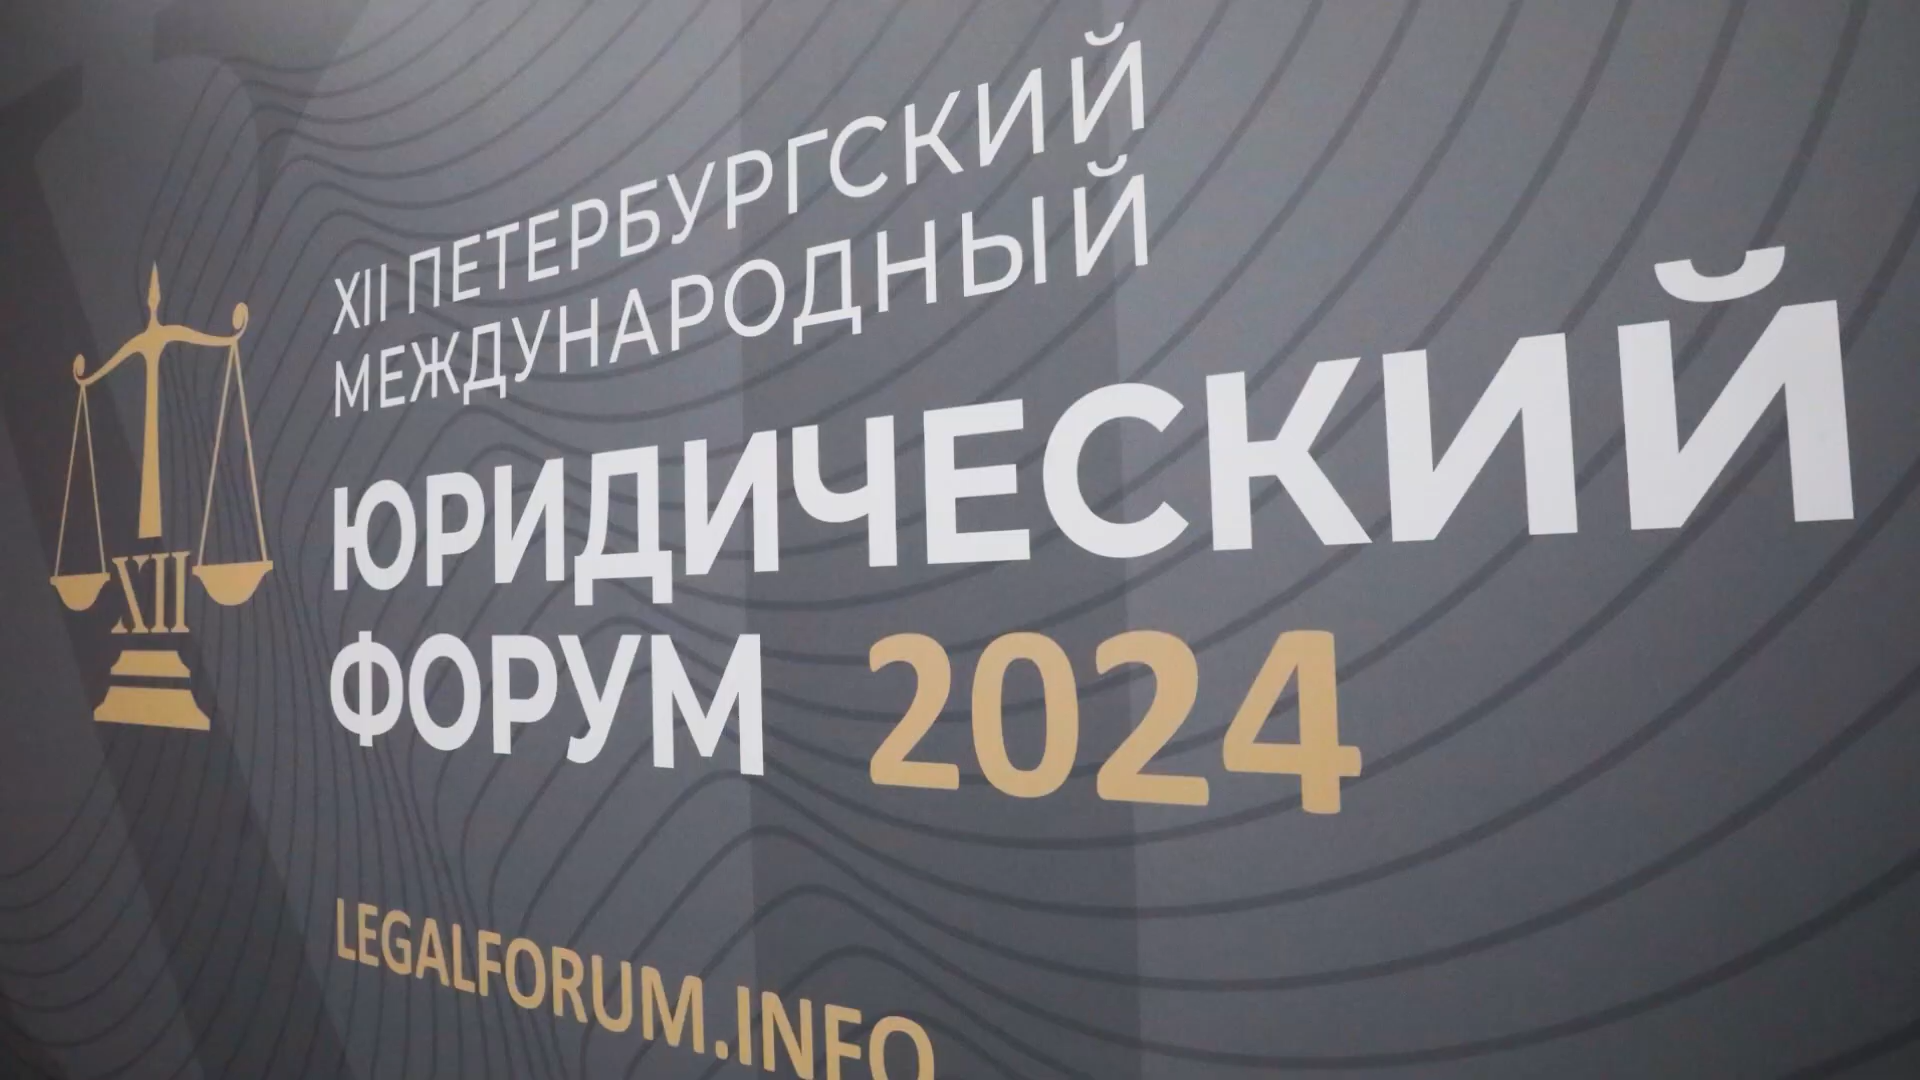 XII ПЕТЕРБУРГСКИЙ
МЕЖДУНАРОДНЫЙ
ЮРИДИЧЕСКИЙ
ФОРУМ 2024
XII
LEGALFORUM.INFO